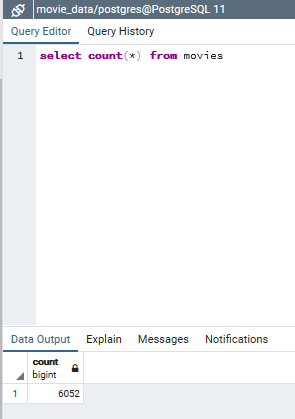 movie_data/postgres@PostgreSQL 11
Query Editor Query History
1 select count(*) from movies
Data Output Explain Messages Notifications
count
bigint
1 6052